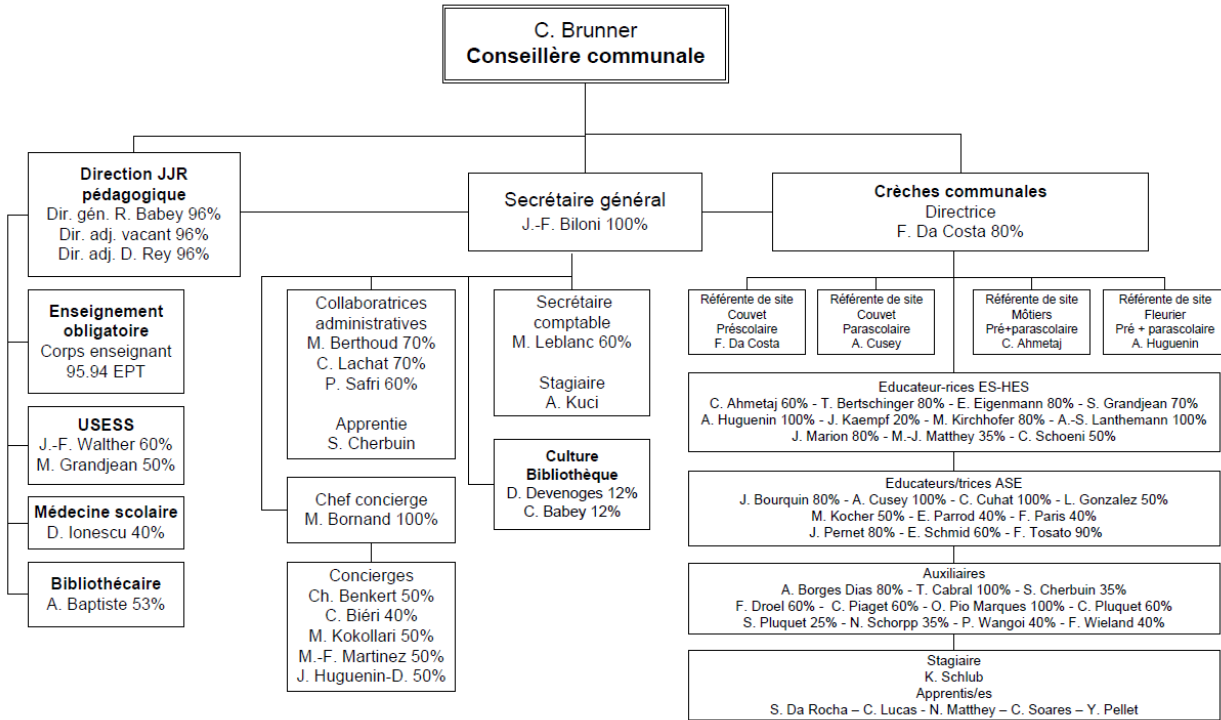 C. Brunner
Conseillère communale
Direction JJR
pédagogique
Dir. gén. R. Babey 96%
Dir. adj. vacant 96%
Dir. adj. D. Rey 96%
Secrétaire général
J.-F. Biloni 100%
Crèches communales
Directrice
F. Da Costa 80%
Enseignement
obligatoire
Corps enseignant
95.94 EPT
USESS
J.-F. Walther 60%
M. Grandjean 50%
Médecine scolaire
D. Ionescu 40%
Bibliothécaire
A. Baptiste 53%
Collaboratrices
administratives
M. Berthoud 70%
C. Lachat 70%
P. Safri 60%
Apprentie
S. Cherbuin
Chef concierge
M. Bornand 100%
Concierges
Ch. Benkert 50%
C. Biéri 40%
M. Kokollari 50%
M.-F. Martinez 50%
J. Huguenin-D. 50%
Secrétaire
comptable
M. Leblanc 60%
Stagiaire
A. Kuci
Culture
Bibliothèque
D. Devenoges 12%
C. Babey 12%
Référente de site
Couvet
Préscolaire
F. Da Costa
Référente de site
Couvet
Parascolaire
A. Cusey
Référente de site
Môtiers
Pré+parascolaire
C. Ahmetaj
Référente de site
Fleurier
Pré + parascolaire
A. Huguenin
Educateur-rices ES-HES
C. Ahmetaj 60% - T. Bertschinger 80% - E. Eigenmann 80% - S. Grandjean 70%
A. Huguenin 100% - J. Kaempf 20% - M. Kirchhofer 80% - A.-S. Lanthemann 100%
J. Marion 80% - M.-J. Matthey 35% - C. Schoeni 50%
Educateurs/trices ASE
J. Bourquin 80% - A. Cusey 100% - C. Cuhat 100% - L. Gonzalez 50%
M. Kocher 50% - E. Parrod 40% - F. Paris 40%
J. Pernet 80% - E. Schmid 60% - F. Tosato 90%
Auxiliaires
A. Borges Dias 80% - T. Cabral 100% - S. Cherbuin 35%
F. Droel 60% - C. Piaget 60% - O. Pio Marques 100% - C. Pluquet 60%
S. Pluquet 25% - N. Schorpp 35% - P. Wangoi 40% - F. Wieland 40%
Stagiaire
K. Schlub
Apprentis/es
S. Da Rocha – C. Lucas - N. Matthey – C. Soares – Y. Pellet